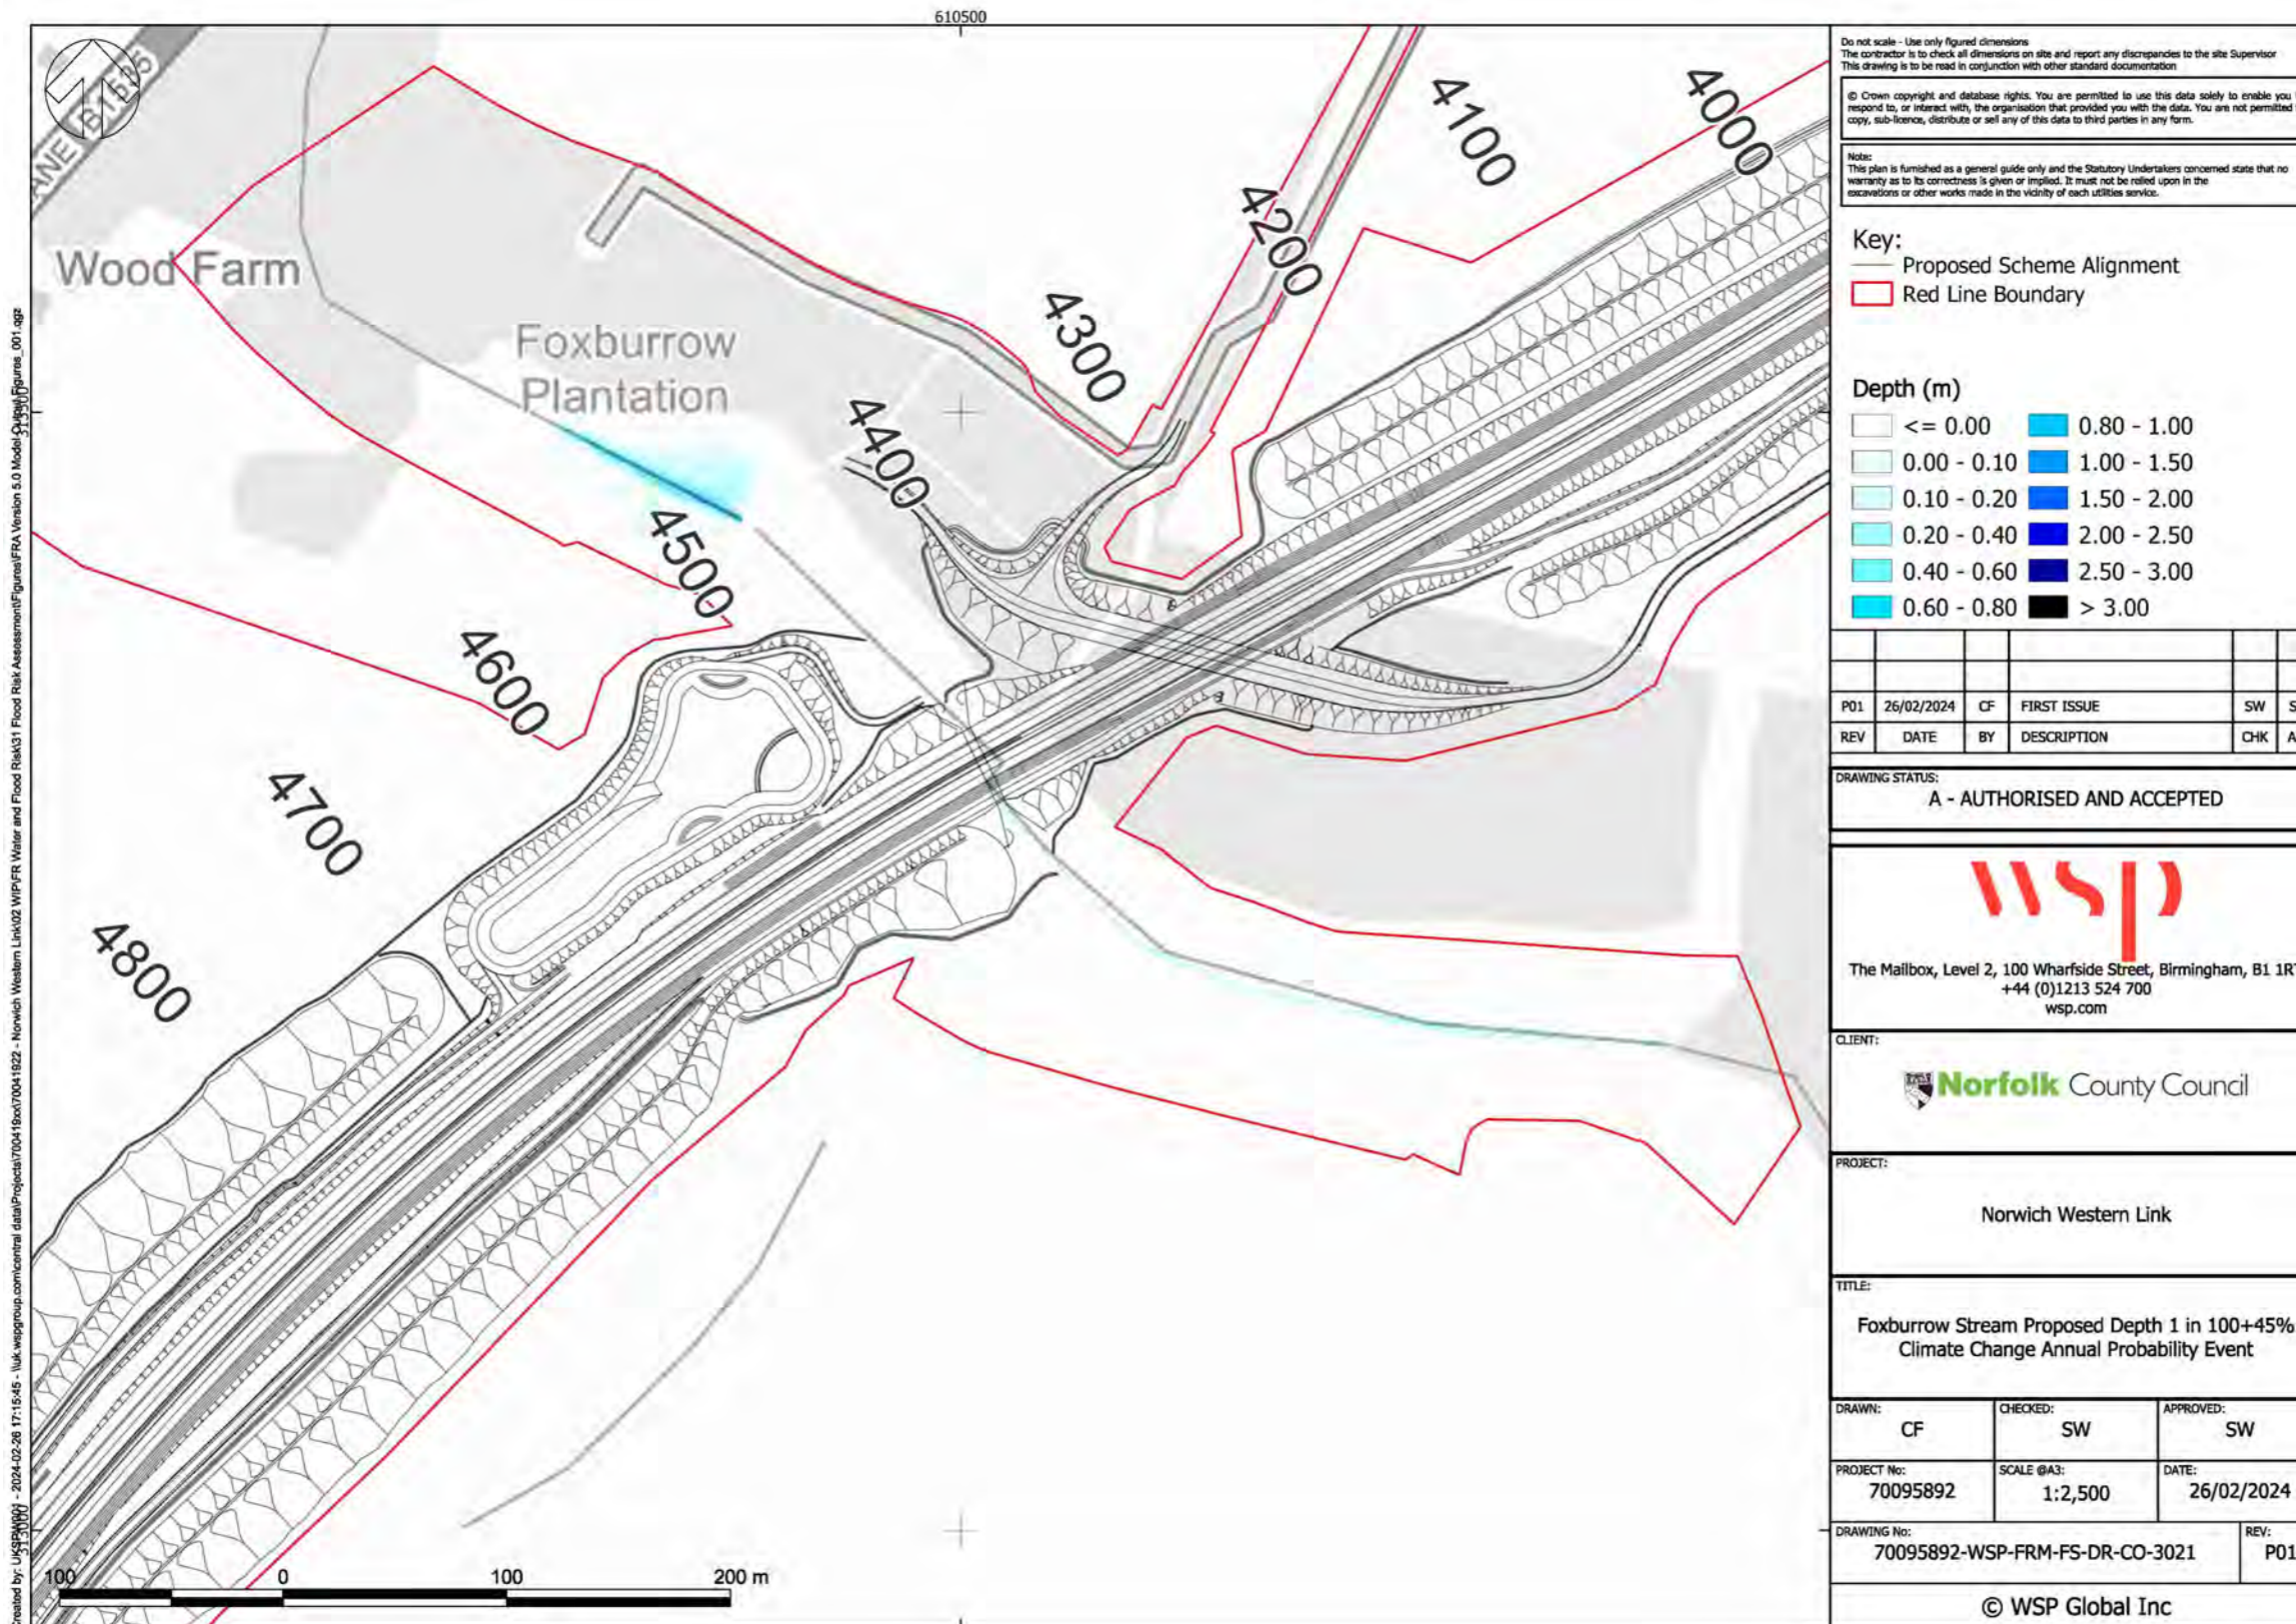 610500
LANE B1535
Wood Farm
Foxburrow
Plantation
4000
4100
4200
4300
4400
4500
4600
4700
4800
313000
100 0 100 200 m
Do not scale - Use only figured dimensions
The contractor is to check all dimensions on site and report any discrepancies to the site Supervisor
This drawing is to be read in conjunction with other standard documentation
© Crown copyright and database rights. You are permitted to use this data solely to enable you
respond to, or interact with, the organisation that provided you with the data. You are not permitted
copy, sub-licence, distribute or sell any of this data to third parties in any form.
Note:
This plan is furnished as a general guide only and the Statutory Undertakers concerned state that no
warranty as to its correctness is given or implied. It must not be relied upon in the
excavations or other works made in the vicinity of each utilities service.
Key:
Proposed Scheme Alignment
Red Line Boundary
Depth (m)
<= 0.00 0.80 - 1.00
0.00 - 0.10 1.00 - 1.50
0.10 - 0.20 1.50 - 2.00
0.20 - 0.40 2.00 - 2.50
0.40 - 0.60 2.50 - 3.00
0.60 - 0.80 > 3.00
P01 26/02/2024 CF FIRST ISSUE SW S
REV DATE BY DESCRIPTION CHK A
DRAWING STATUS:
A - AUTHORISED AND ACCEPTED
wsp
The Mailbox, Level 2, 100 Wharfside Street, Birmingham, B1 1R
+44 (0)1213 524 700
wsp.com
CLIENT:
Norfolk County Council
PROJECT:
Norwich Western Link
TITLE:
Foxburrow Stream Proposed Depth 1 in 100+45%
Climate Change Annual Probability Event
DRAWN: CHECKED: APPROVED:
CF SW SW
PROJECT No: SCALE @A3: DATE:
70095892 1:2,500 26/02/2024
DRAWING No: REV:
70095892-WSP-FRM-FS-DR-CO-3021 P01
© WSP Global Inc